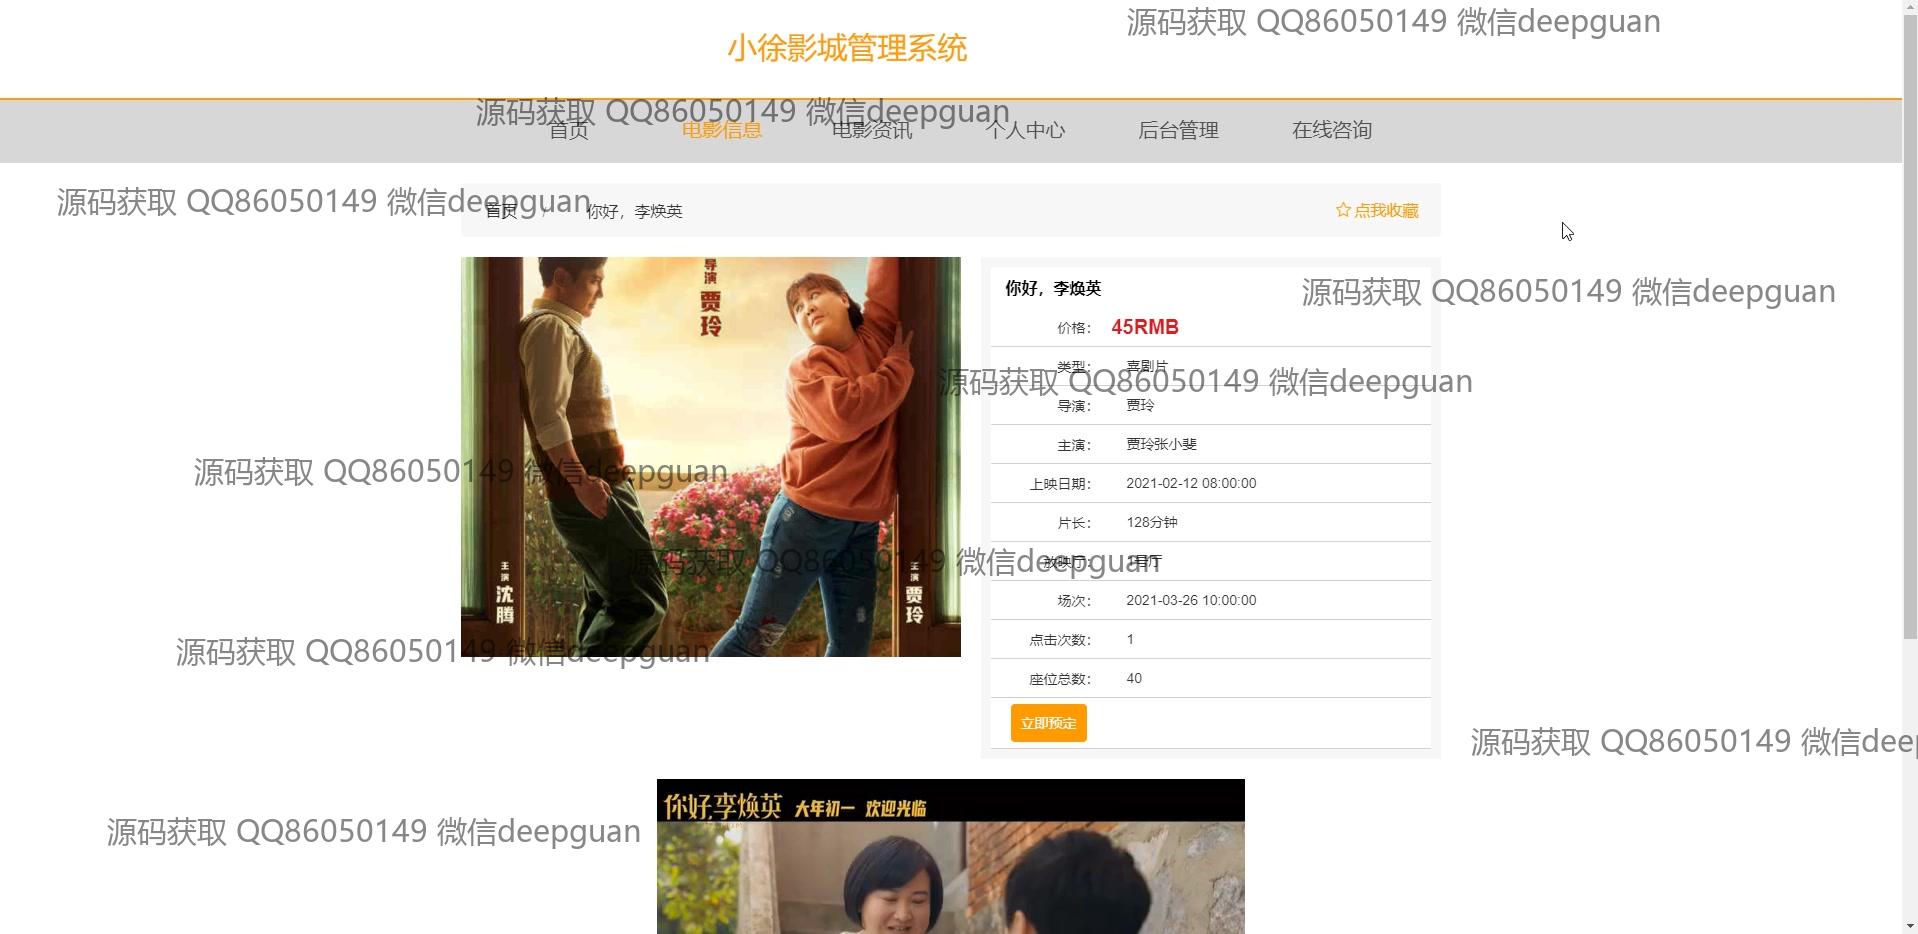 源码获取 QQ86050149 微信deepguan
小徐影城管理系统
源码获取 QQ86050149 微信deepguan
首页 电影信息 电影资讯 个人中心 后台管理 在线咨询
源码获取 QQ86050149 微信deepguan
首页 / 你好，李焕英 点我收藏
导演 贾玲
你好，李焕英
源码获取 QQ86050149 微信deepguan
价格： 45RMB
类型： 喜剧片
源码获取 QQ86050149 微信deepguan
导演： 贾玲
主演： 贾玲张小斐
源码获取 QQ86050149 微信deepguan
上映日期： 2021-02-12 08:00:00
片长： 128分钟
源码获取 QQ86050149 微信deepguan
放映厅： 1号厅
主演 沈腾
主演 贾玲
场次： 2021-03-26 10:00:00
点击次数： 1
源码获取 QQ86050149 微信deepguan
座位总数： 40
立即预定
源码获取 QQ86050149 微信deep
你好,李焕英 大年初一 欢迎光临
源码获取 QQ86050149 微信deepguan